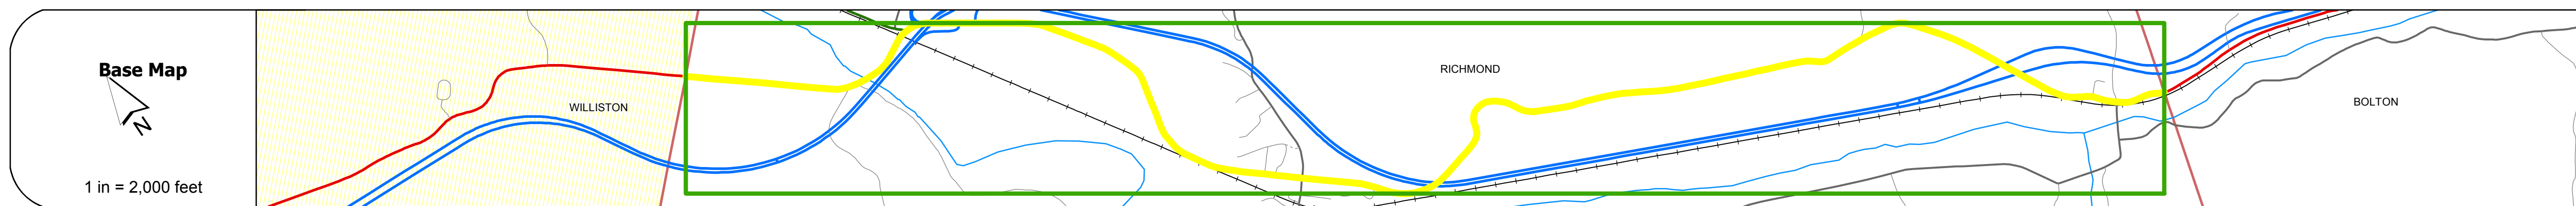 Base Map
N
1 in = 2,000 feet
WILLISTON
RICHMOND
BOLTON